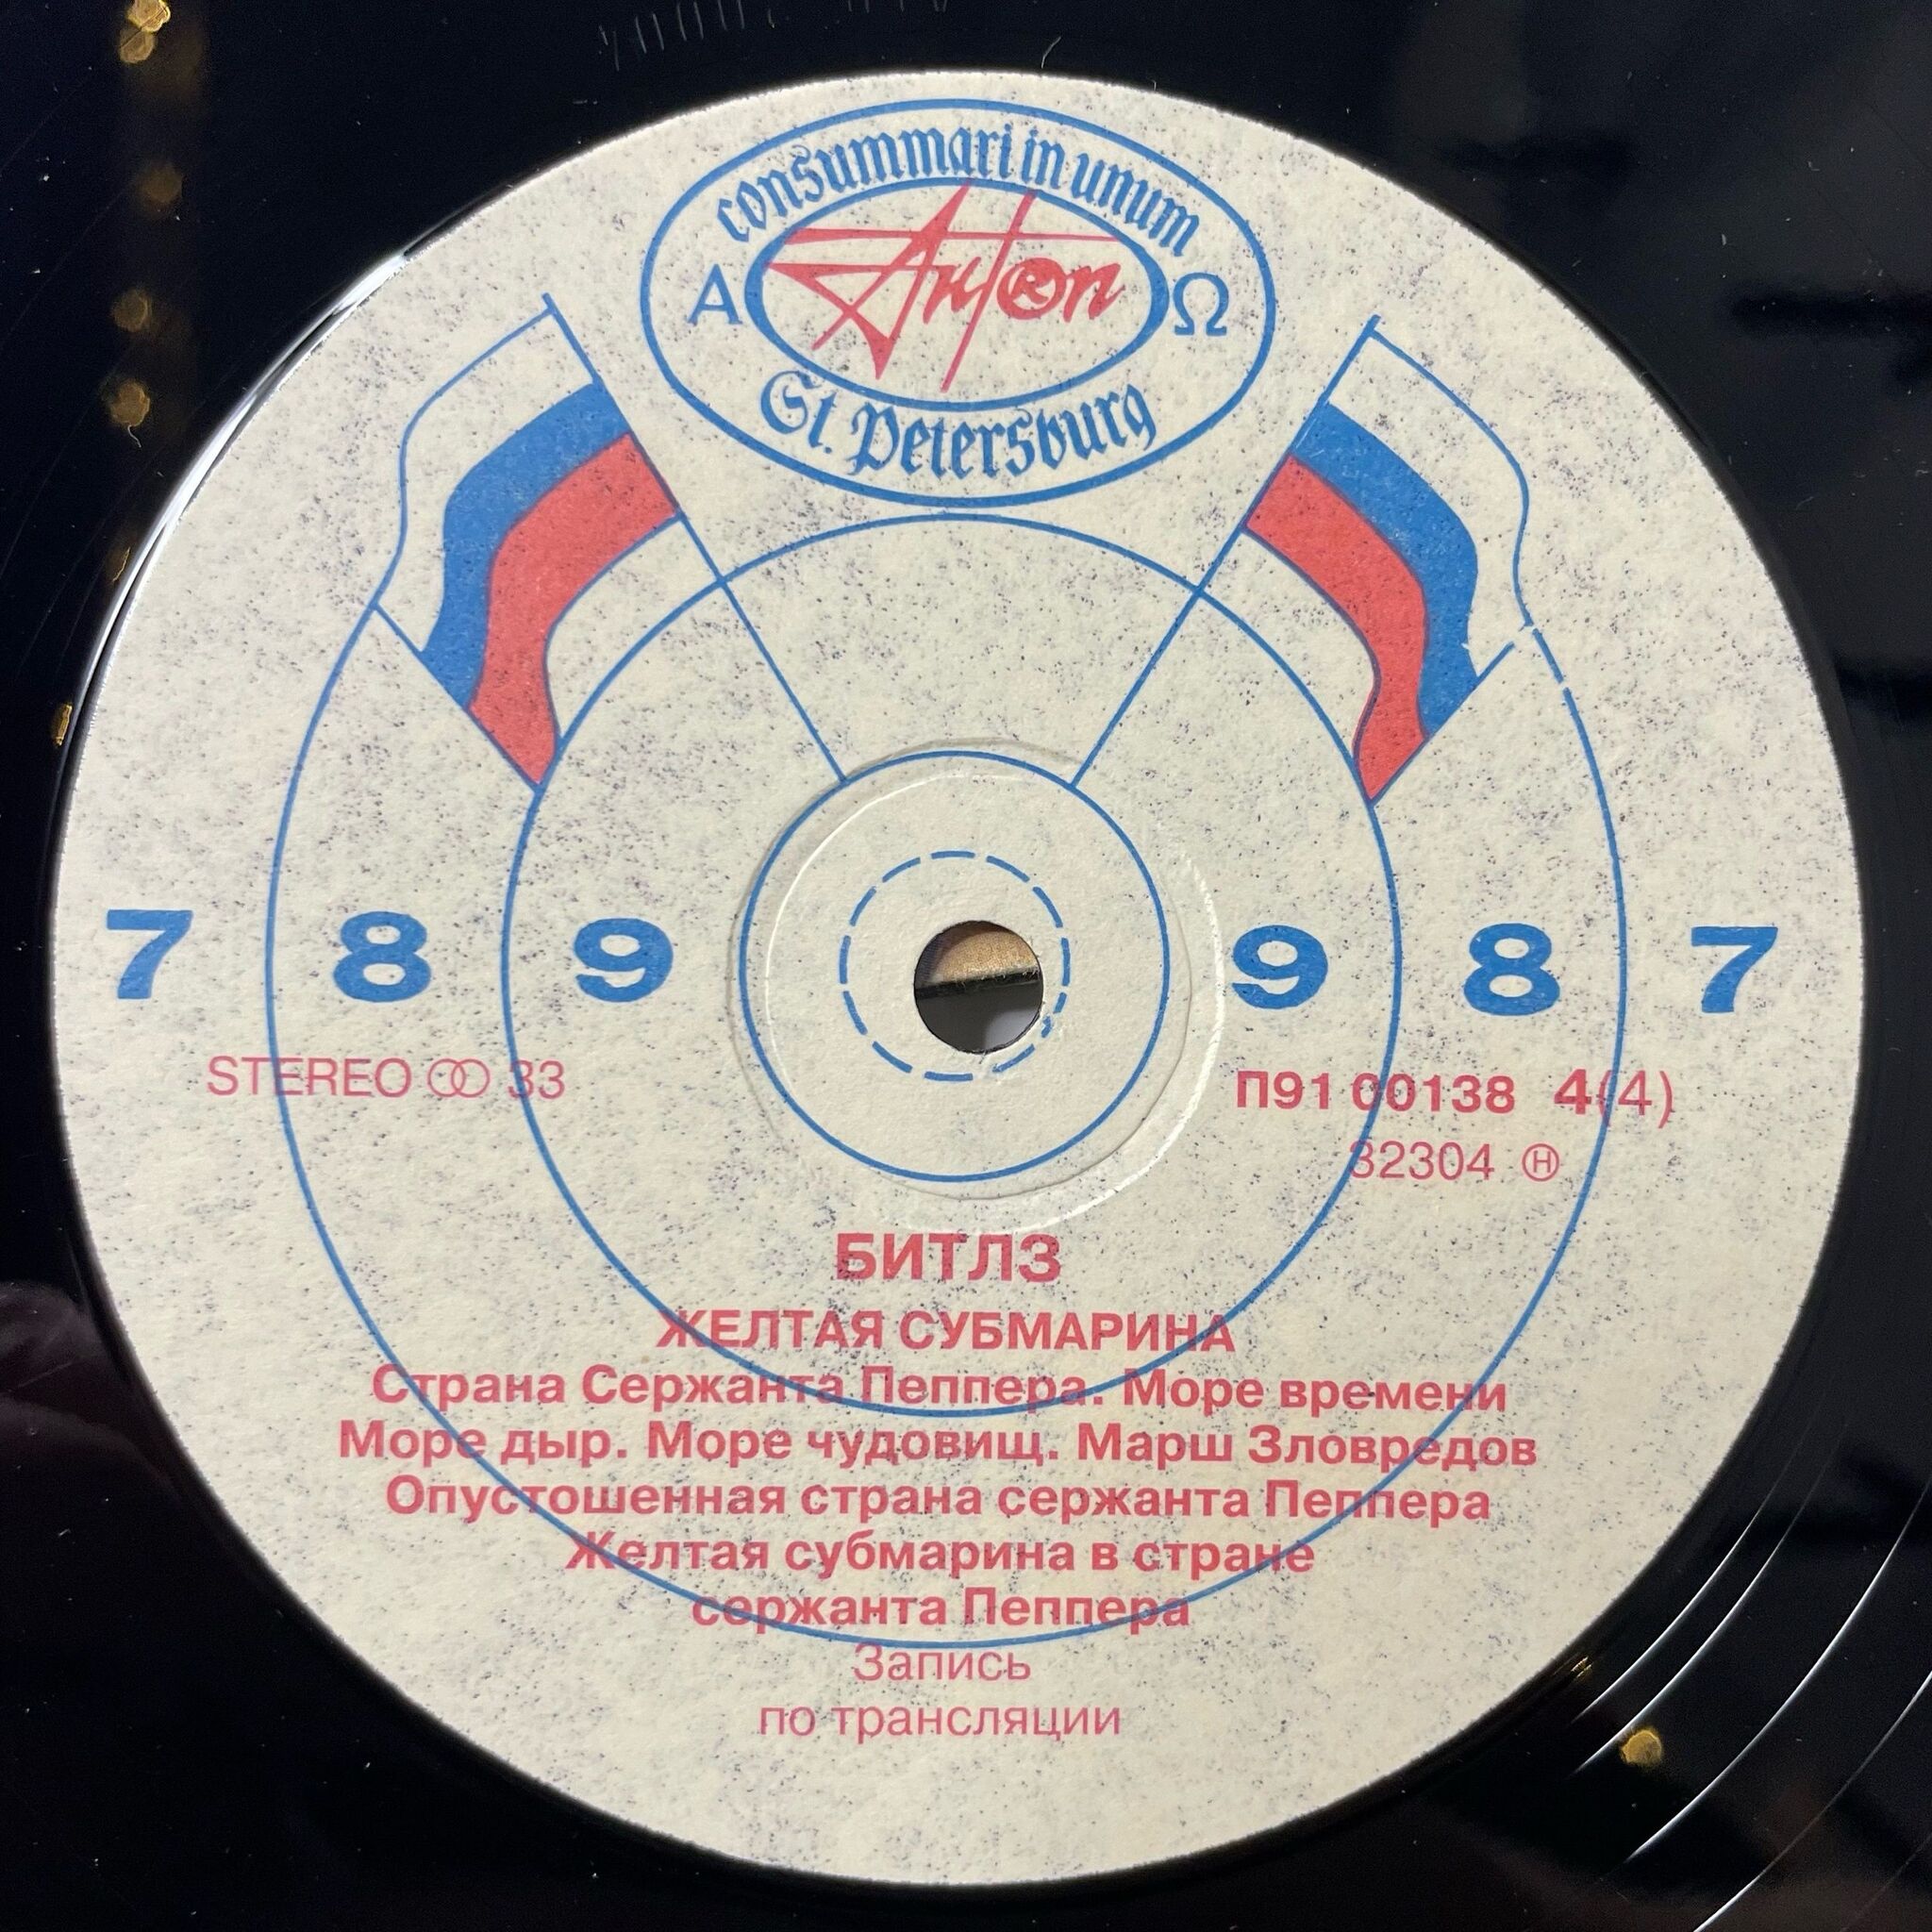 consummari in unum
Α Anton Ω
St. Petersburg
7 8 9 9 8 7
STEREO 33
П91 00138 4(4)
32304 Ⓗ
БИТЛЗ
ЖЕЛТАЯ СУБМАРИНА
Страна Сержанта Пеппера. Море времени
Море дыр. Море чудовищ. Марш Зловредов
Опустошенная страна сержанта Пеппера
Желтая субмарина в стране
сержанта Пеппера
Запись
по трансляции